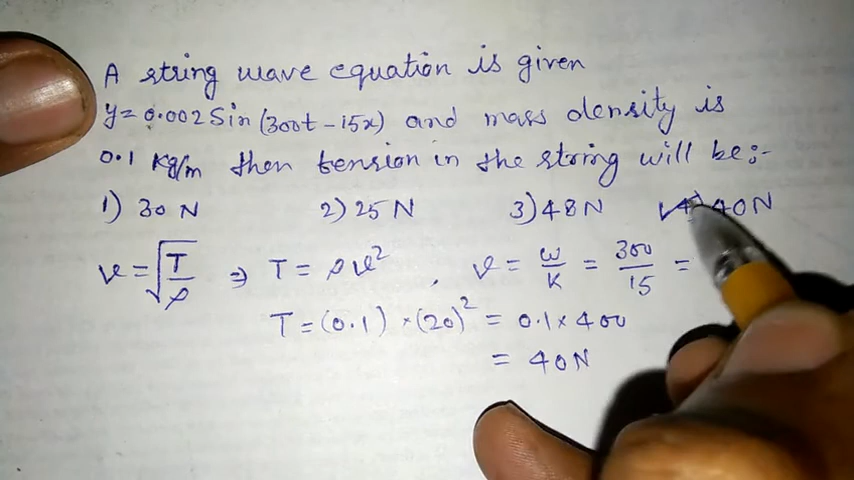 A string wave equation is given
y=0.002 Sin (300t-15x) and mass density is
0.1 kg/m then tension in the string will be:-
1) 30 N 2) 25 N 3) 48 N 4) 40N
v = √(T/ρ) ⇒ T = ρv² , v = ω/K = 300/15 =
T = (0.1) × (20)² = 0.1 × 400
= 40N